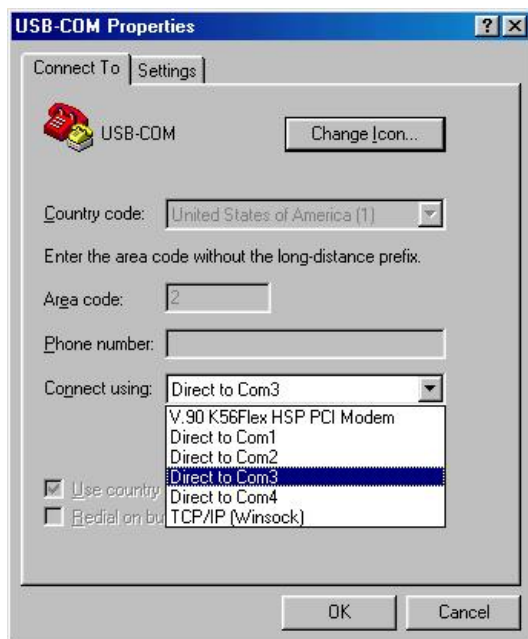 USB-COM Properties
Connect To Settings
USB-COM Change Icon...
Country code: United States of America (1)
Enter the area code without the long-distance prefix.
Area code: 2
Phone number:
Connect using: Direct to Com3
V.90 K56Flex HSP PCI Modem
Direct to Com1
Direct to Com2
Direct to Com3
Use country
Direct to Com4
Redial on bu
TCP/IP (Winsock)
OK Cancel